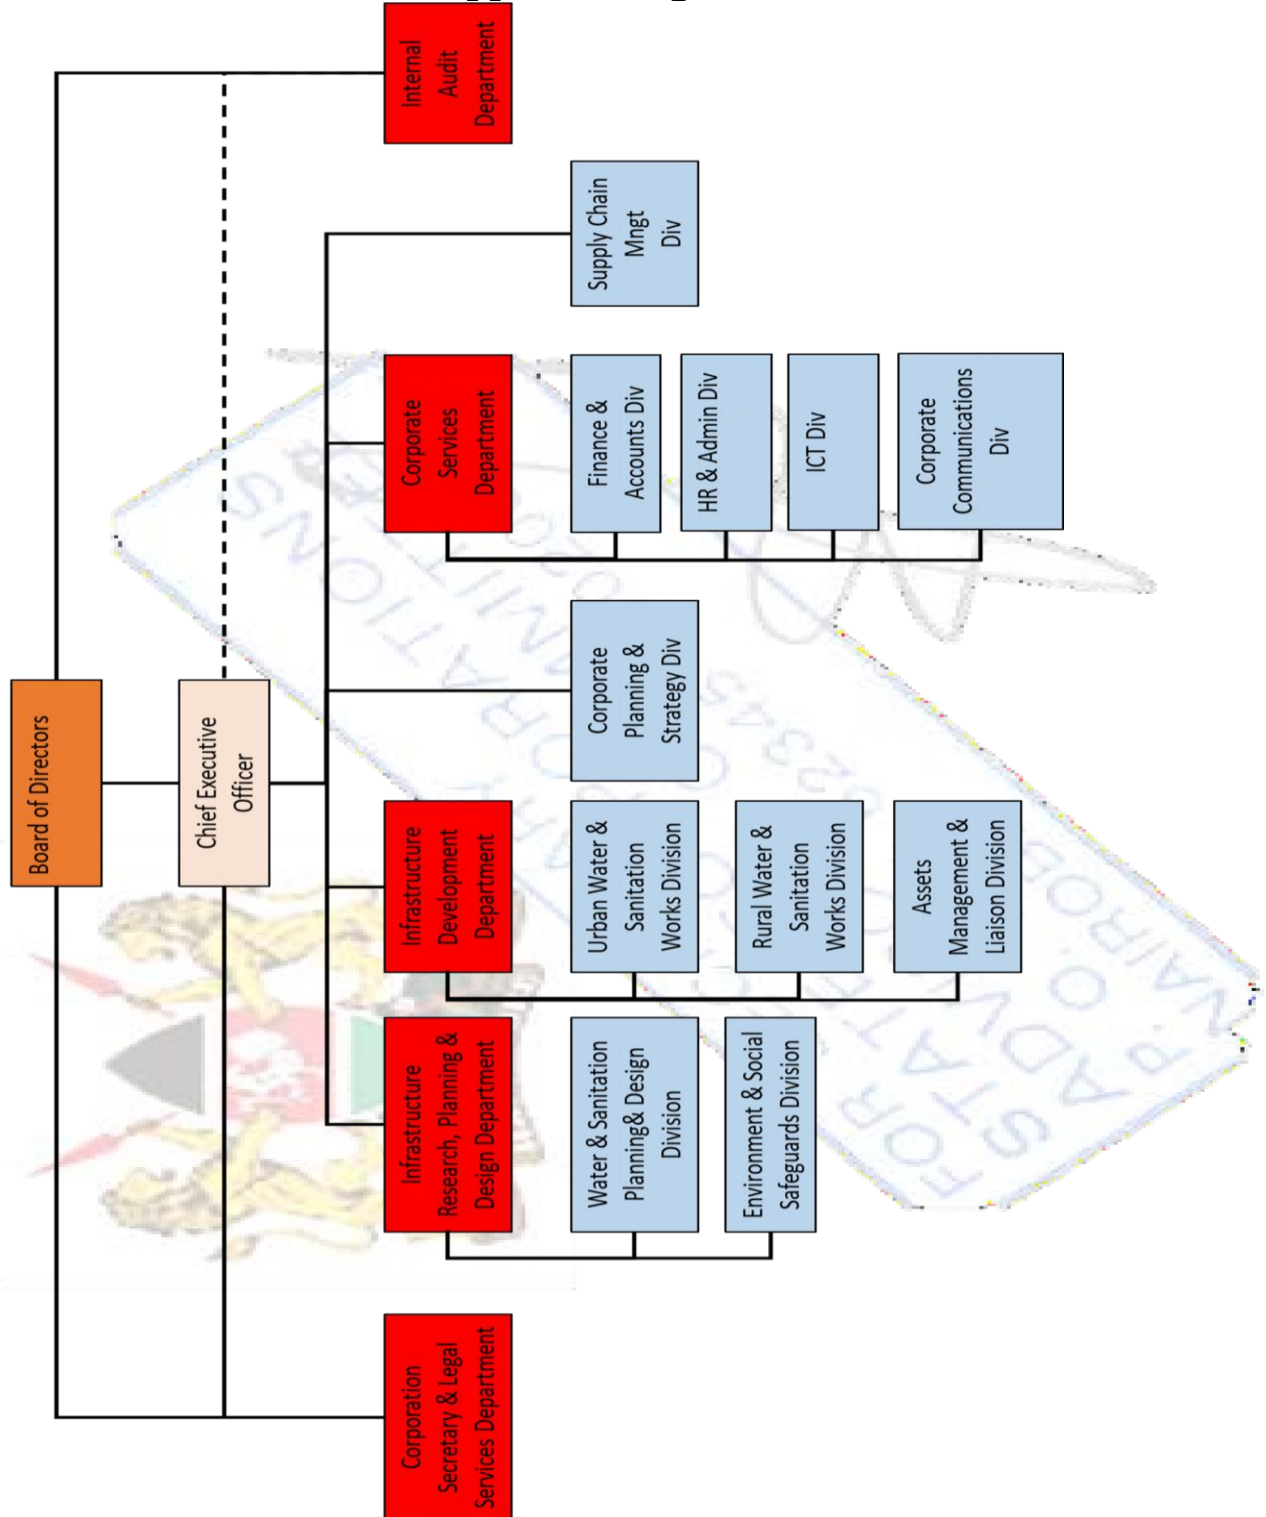 Board of Directors
Chief Executive
Officer
Corporation
Secretary & Legal
Services Department
Infrastructure
Research, Planning &
Design Department
Infrastructure
Development
Department
Corporate
Services
Department
Internal
Audit
Department
Water & Sanitation
Planning& Design
Division
Environment & Social
Safeguards Division
Urban Water &
Sanitation
Works Division
Rural Water &
Sanitation
Works Division
Assets
Management &
Liaison Division
Corporate
Planning &
Strategy Div
Finance &
Accounts Div
HR & Admin Div
ICT Div
Corporate
Communications
Div
Supply Chain
Mngt
Div